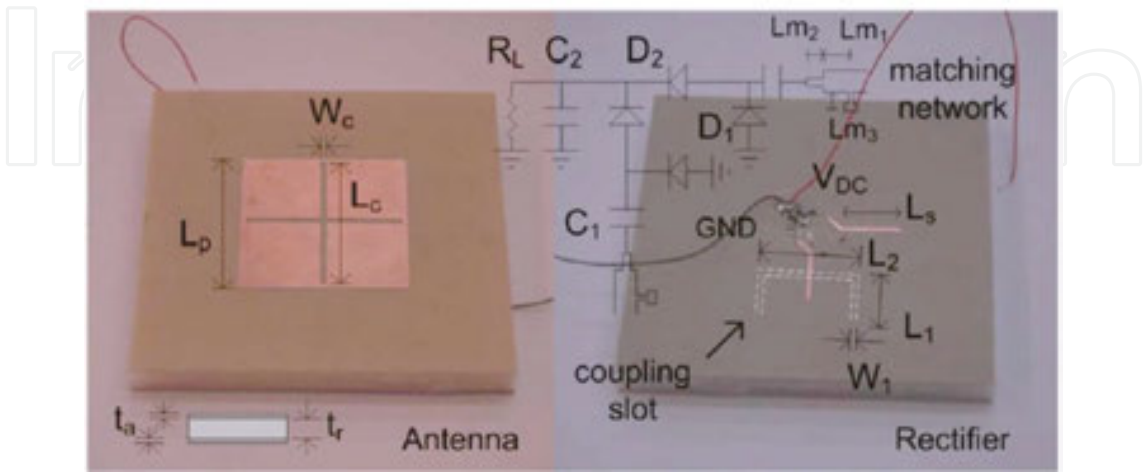 R_L C_2 D_2 Lm_2 Lm_1
matching
network
W_c
D_1
Lm_3
V_DC
L_p
L_c
C_1
GND
L_s
L_2
L_1
coupling
slot
W_1
t_a
t_r
Antenna
Rectifier